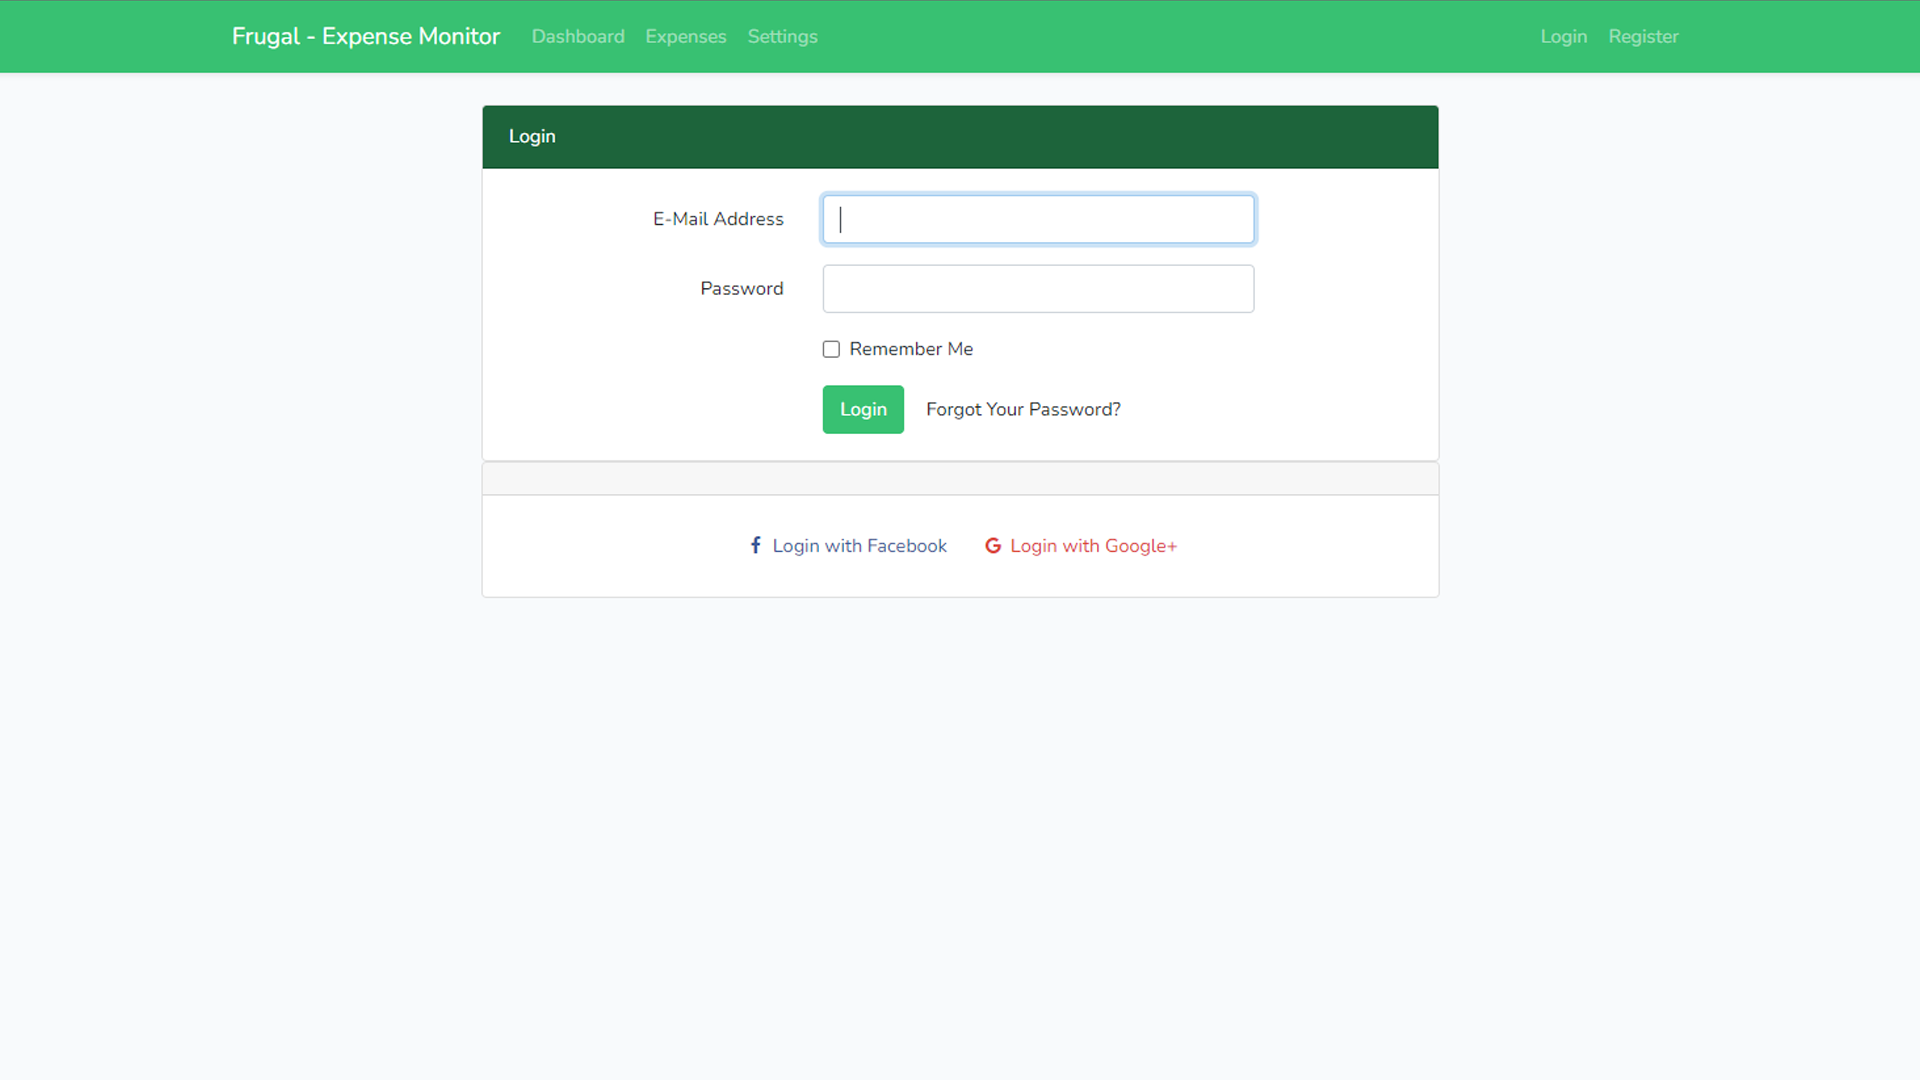 Frugal - Expense Monitor Dashboard Expenses Settings Login Register
Login
E-Mail Address
Password
Remember Me
Login Forgot Your Password?
Login with Facebook Login with Google+